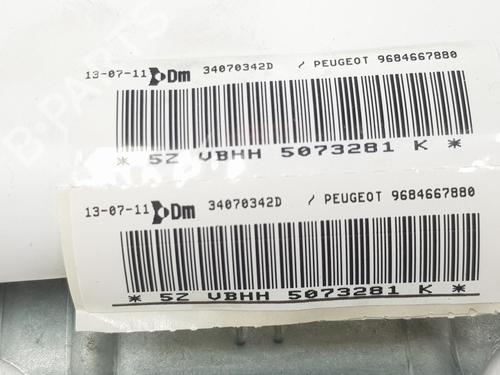 13-07-11 Dm 34070342D / PEUGEOT 9684667880
* 5Z VBHH 5073281 K *
13-07-11 Dm 34070342D / PEUGEOT 9684667880
* 5Z VBHH 5073281 K *
B-PARTS